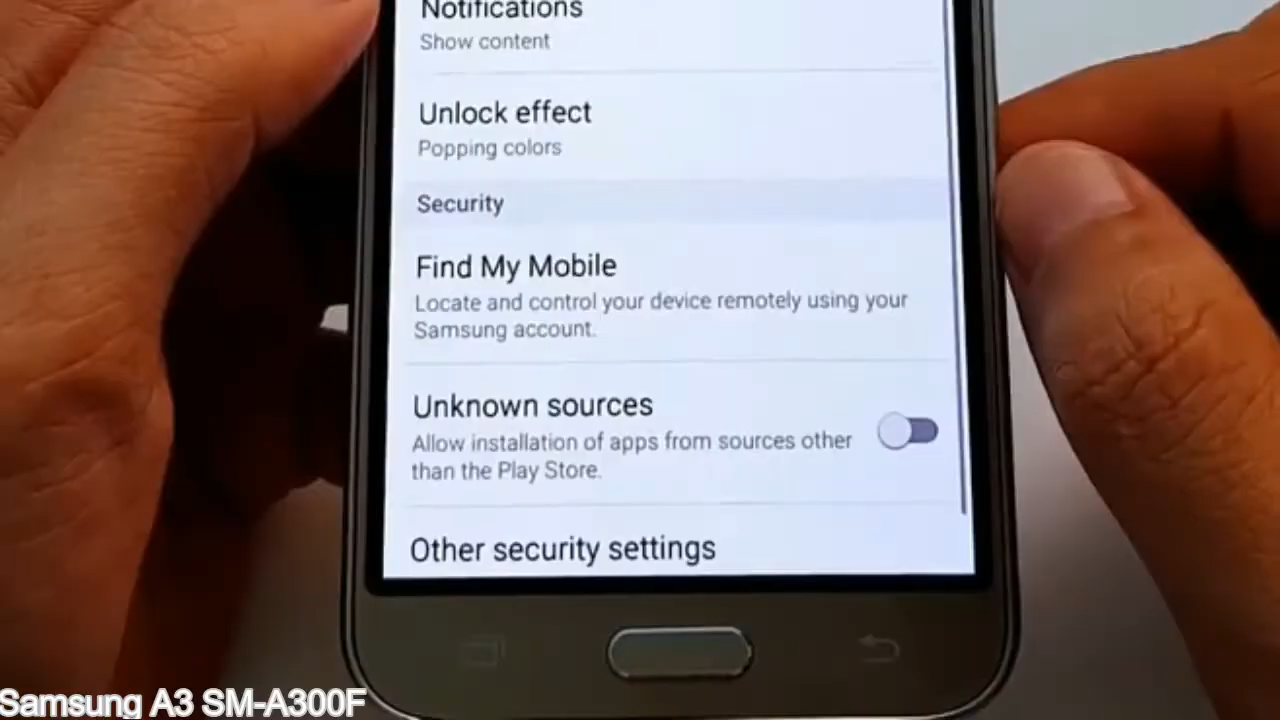 Notifications
Show content
Unlock effect
Popping colors
Security
Find My Mobile
Locate and control your device remotely using your
Samsung account.
Unknown sources
Allow installation of apps from sources other
than the Play Store.
Other security settings
Samsung A3 SM-A300F